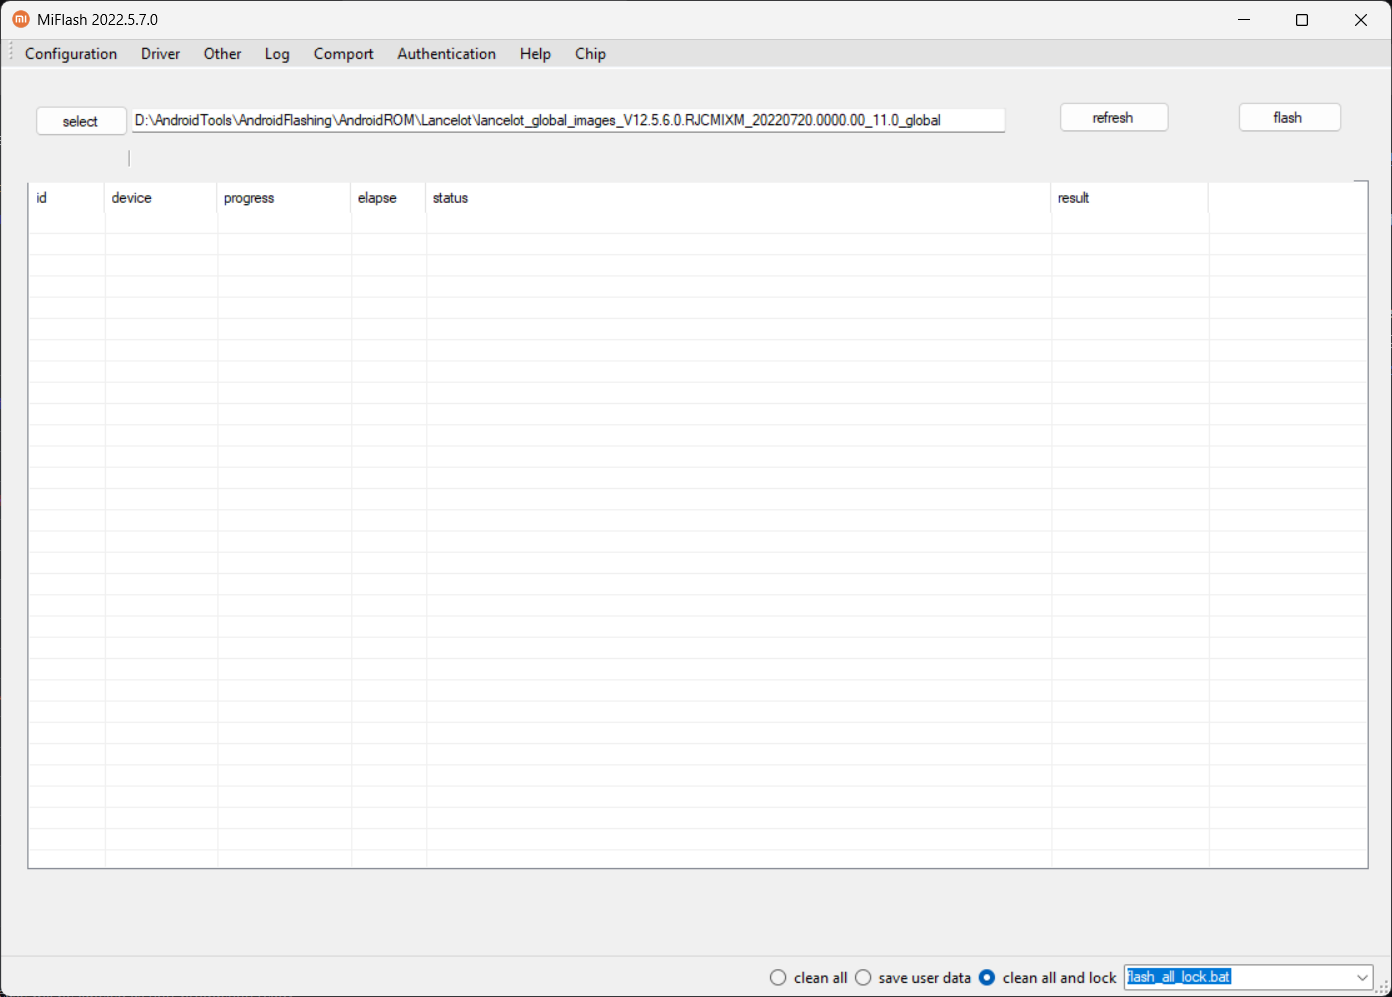 MiFlash 2022.5.7.0
Configuration Driver Other Log Comport Authentication Help Chip
select D:\AndroidTools\AndroidFlashing\AndroidROM\Lancelot\lancelot_global_images_V12.5.6.0.RJCMIXM_20220720.0000.00_11.0_global refresh flash
id device progress elapse status result
clean all save user data clean all and lock flash_all_lock.bat